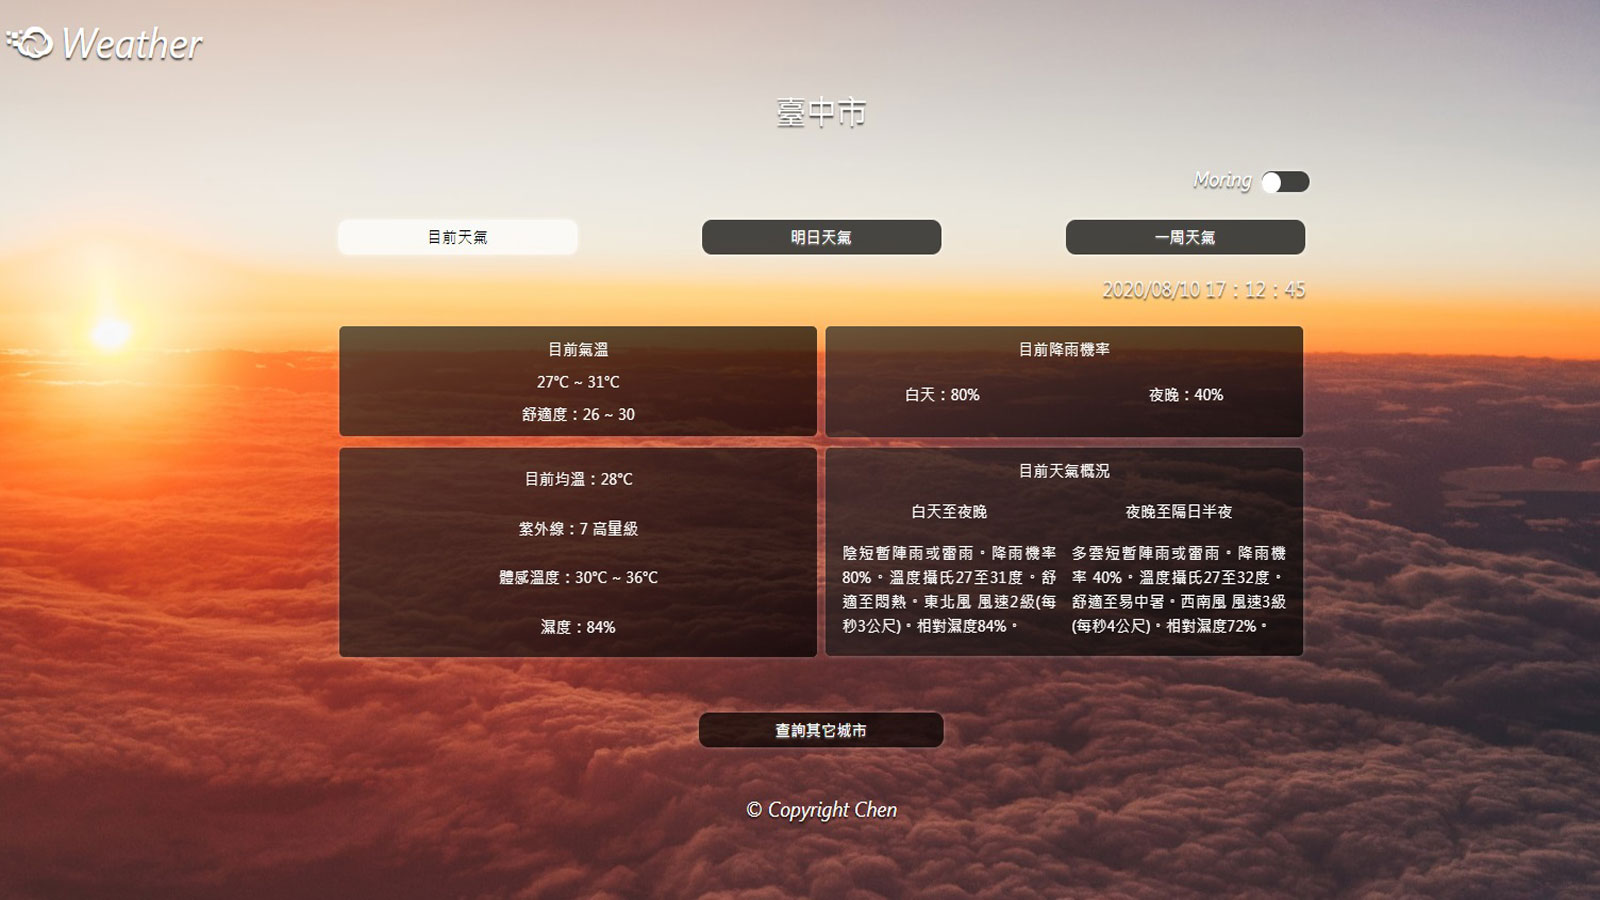 Weather
臺中市
Moring
目前天氣
明日天氣
一周天氣
2020/08/10 17：12：45
目前氣溫
27°C ~ 31°C
舒適度：26 ~ 30
目前降雨機率
白天：80%
夜晚：40%
目前均溫：28°C
紫外線：7 高量級
體感溫度：30°C ~ 36°C
濕度：84%
目前天氣概況
白天至夜晚
陰短暫陣雨或雷雨。降雨機率
80%。溫度攝氏27至31度。舒
適至悶熱。東北風 風速2級(每
秒3公尺)。相對濕度84%。
夜晚至隔日半夜
多雲短暫陣雨或雷雨。降雨機
率 40%。溫度攝氏27至32度。
舒適至易中暑。西南風 風速3級
(每秒4公尺)。相對濕度72%。
查詢其它城市
© Copyright Chen